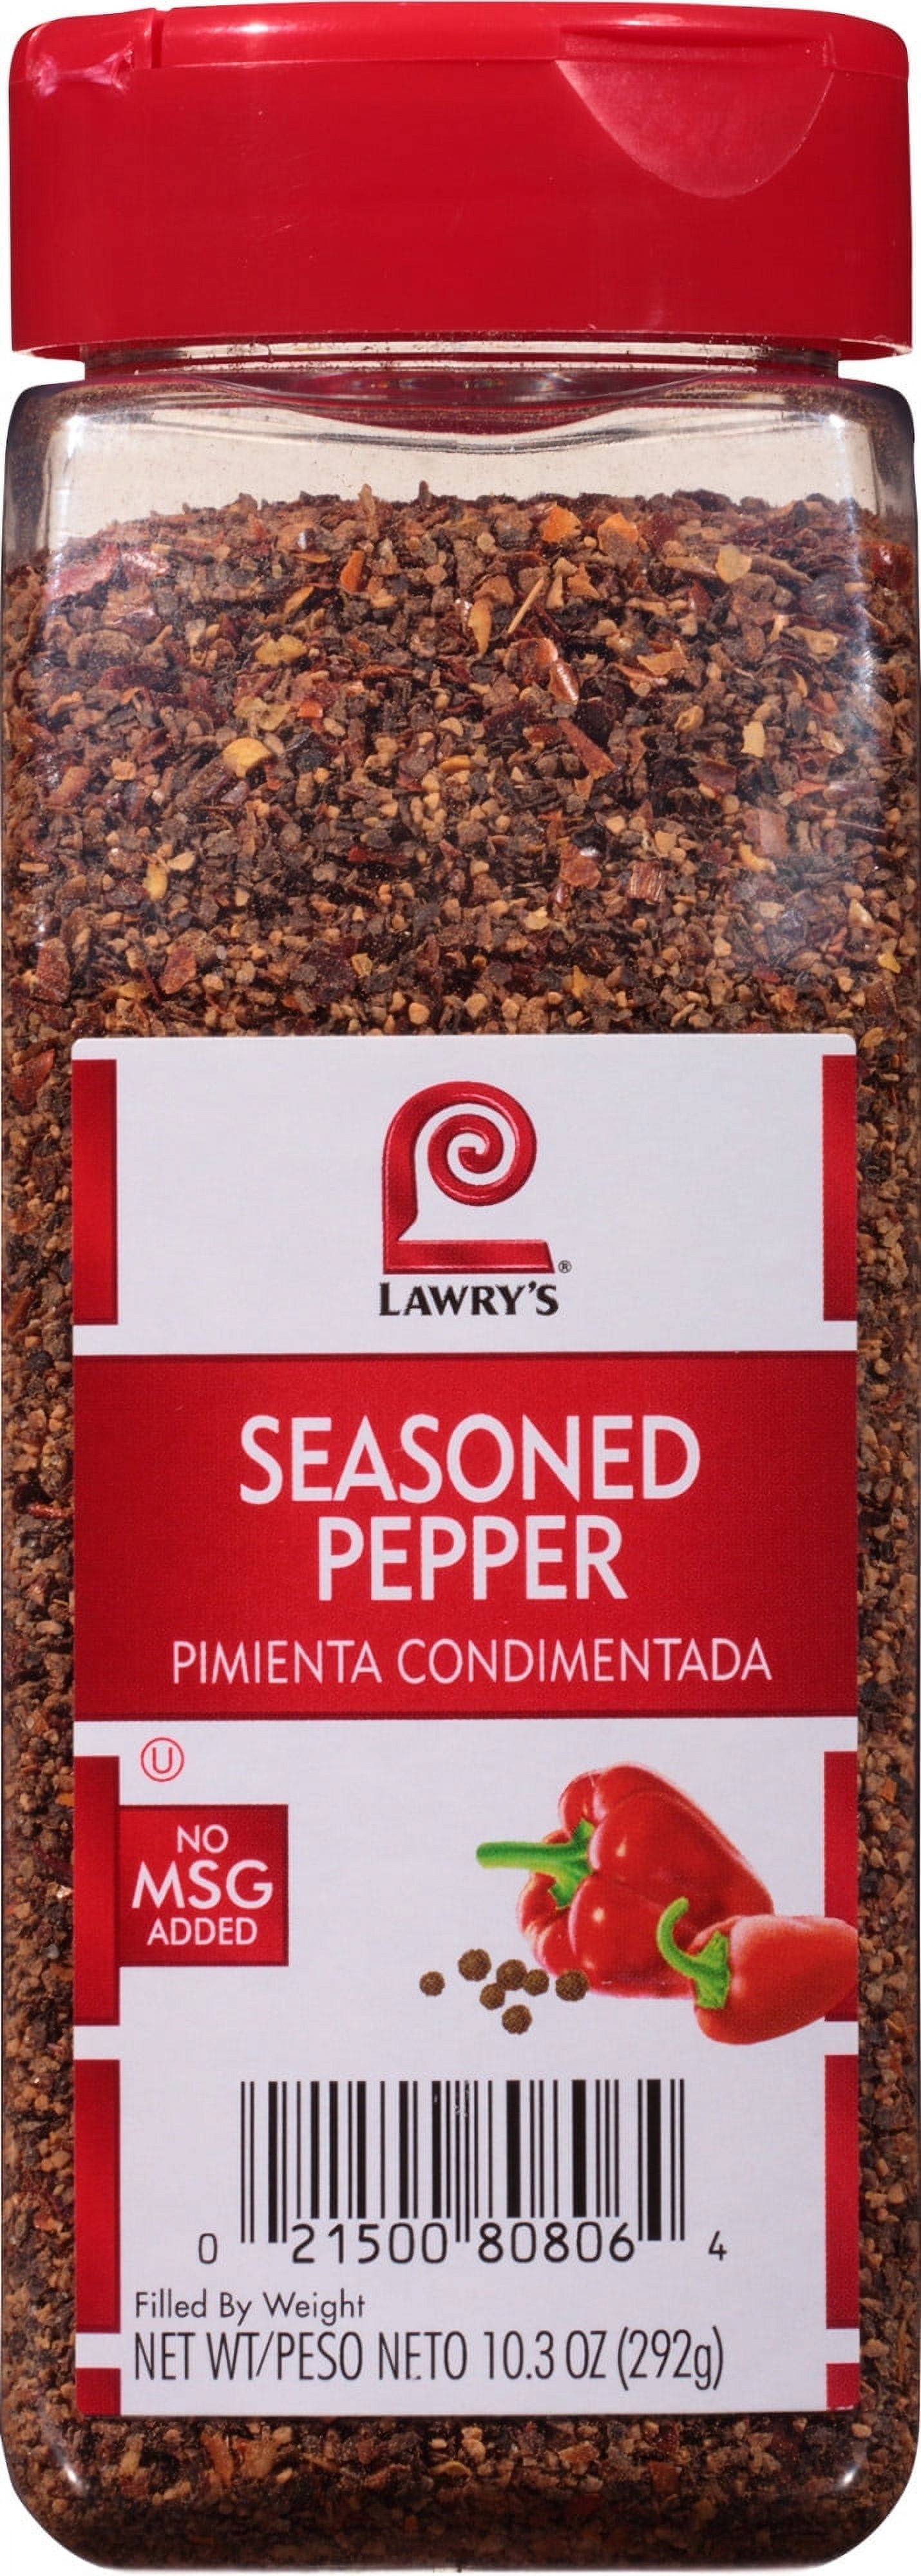 LAWRY'S®
SEASONED
PEPPER
PIMIENTA CONDIMENTADA
U
NO
MSG
ADDED
0 21500 80806 4
Filled By Weight
NET WT/PESO NETO 10.3 OZ (292g)